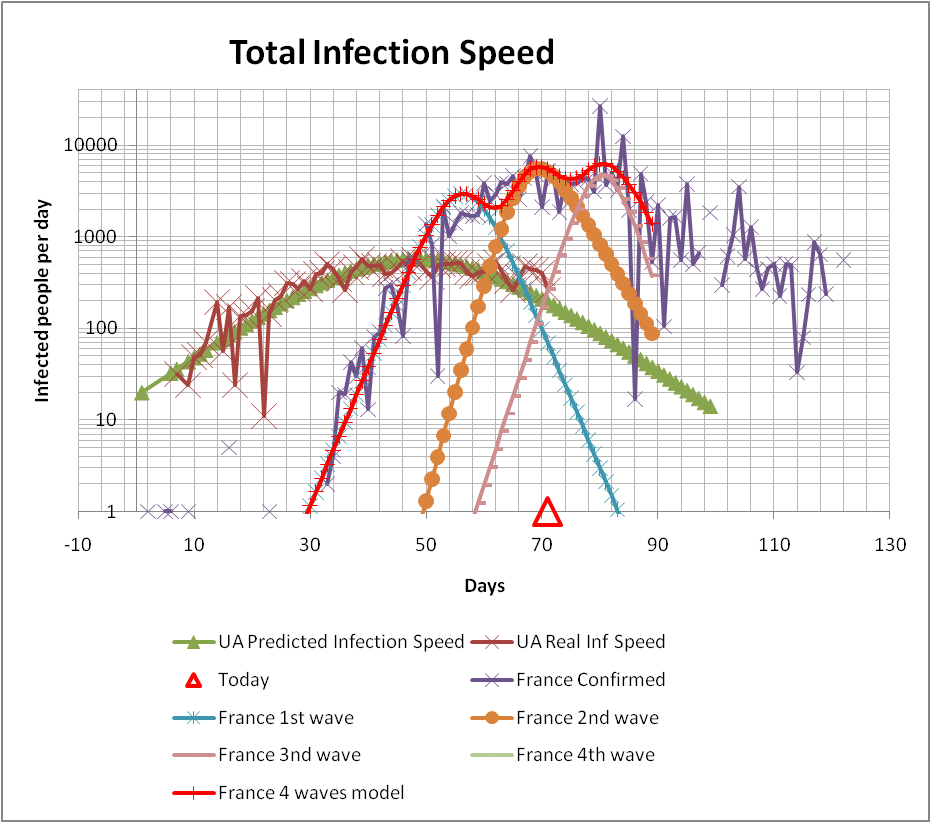 Total Infection Speed
Infected people per day
10000
1000
100
10
1
-10 10 30 50 70 90 110 130
Days
UA Predicted Infection Speed UA Real Inf Speed
Today France Confirmed
France 1st wave France 2nd wave
France 3nd wave France 4th wave
France 4 waves model